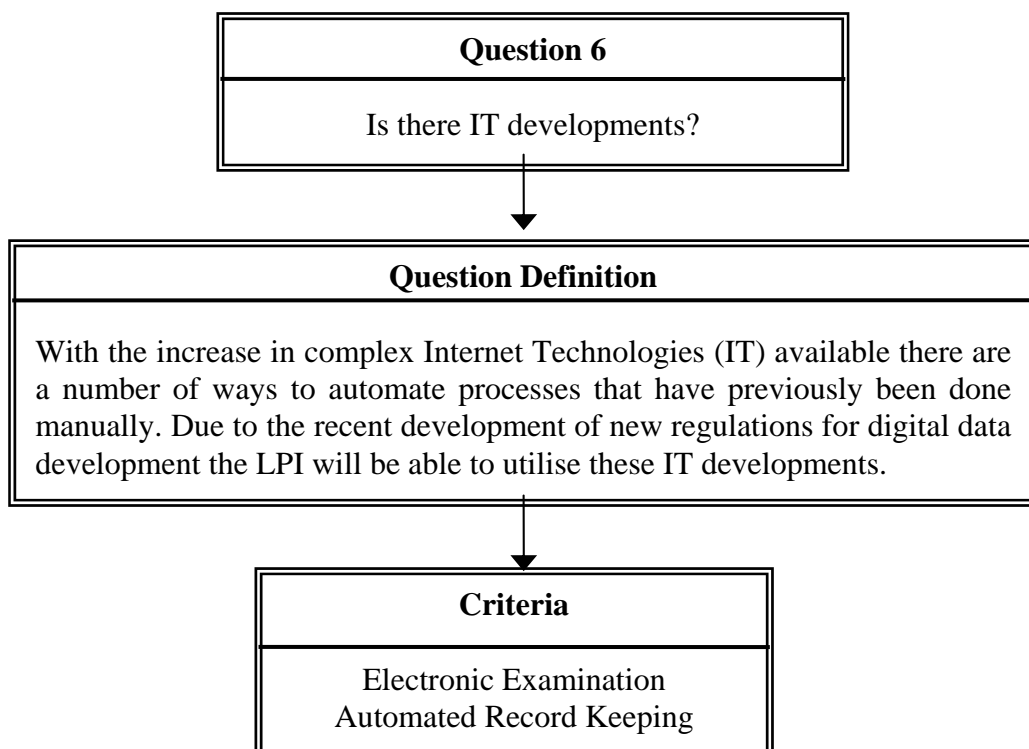 Question 6
Is there IT developments?
Question Definition
With the increase in complex Internet Technologies (IT) available there are
a number of ways to automate processes that have previously been done
manually. Due to the recent development of new regulations for digital data
development the LPI will be able to utilise these IT developments.
Criteria
Electronic Examination
Automated Record Keeping